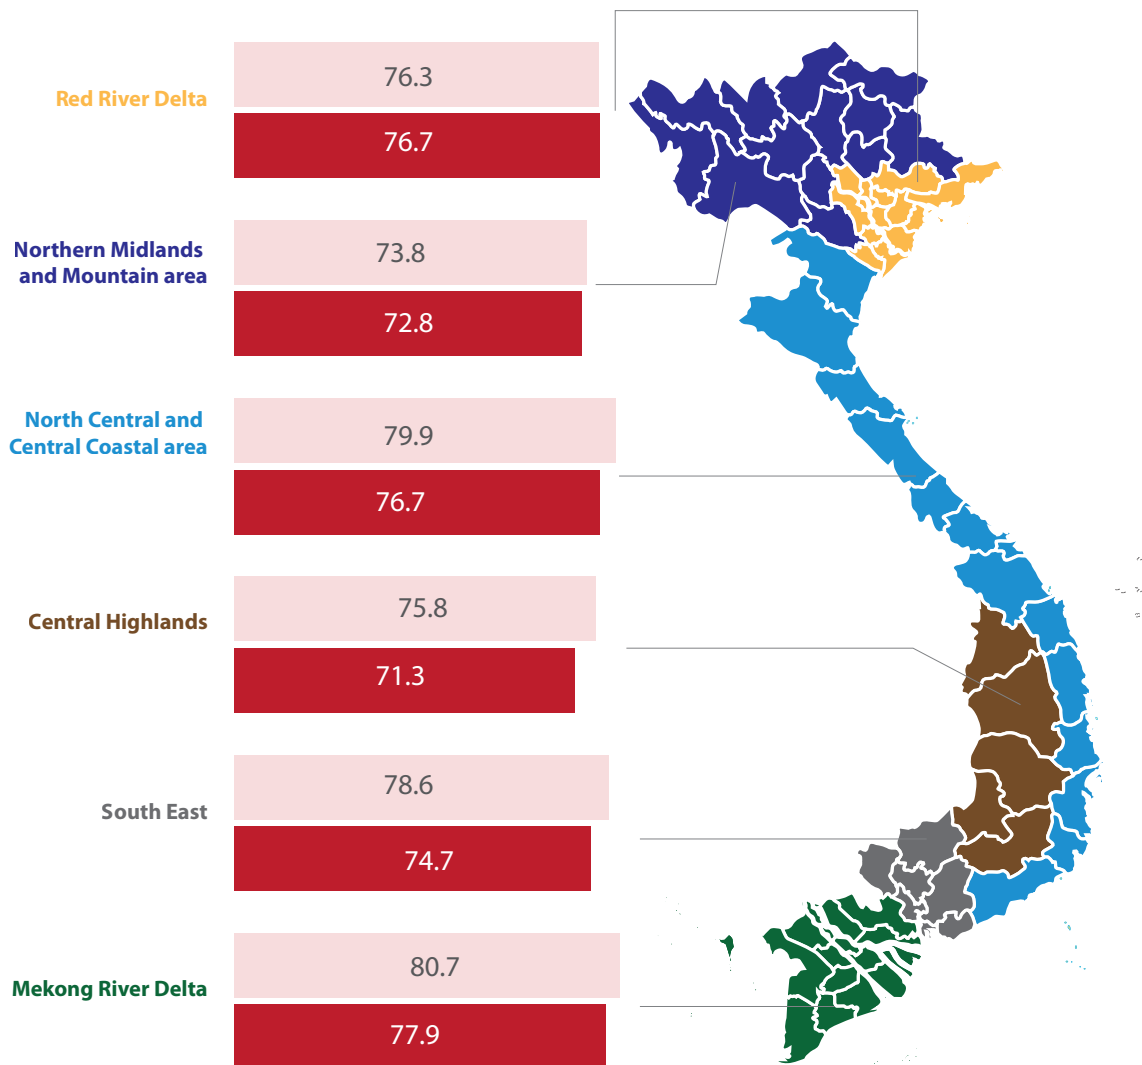 Red River Delta
76.3
76.7
Northern Midlands
and Mountain area
73.8
72.8
North Central and
Central Coastal area
79.9
76.7
Central Highlands
75.8
71.3
South East
78.6
74.7
Mekong River Delta
80.7
77.9